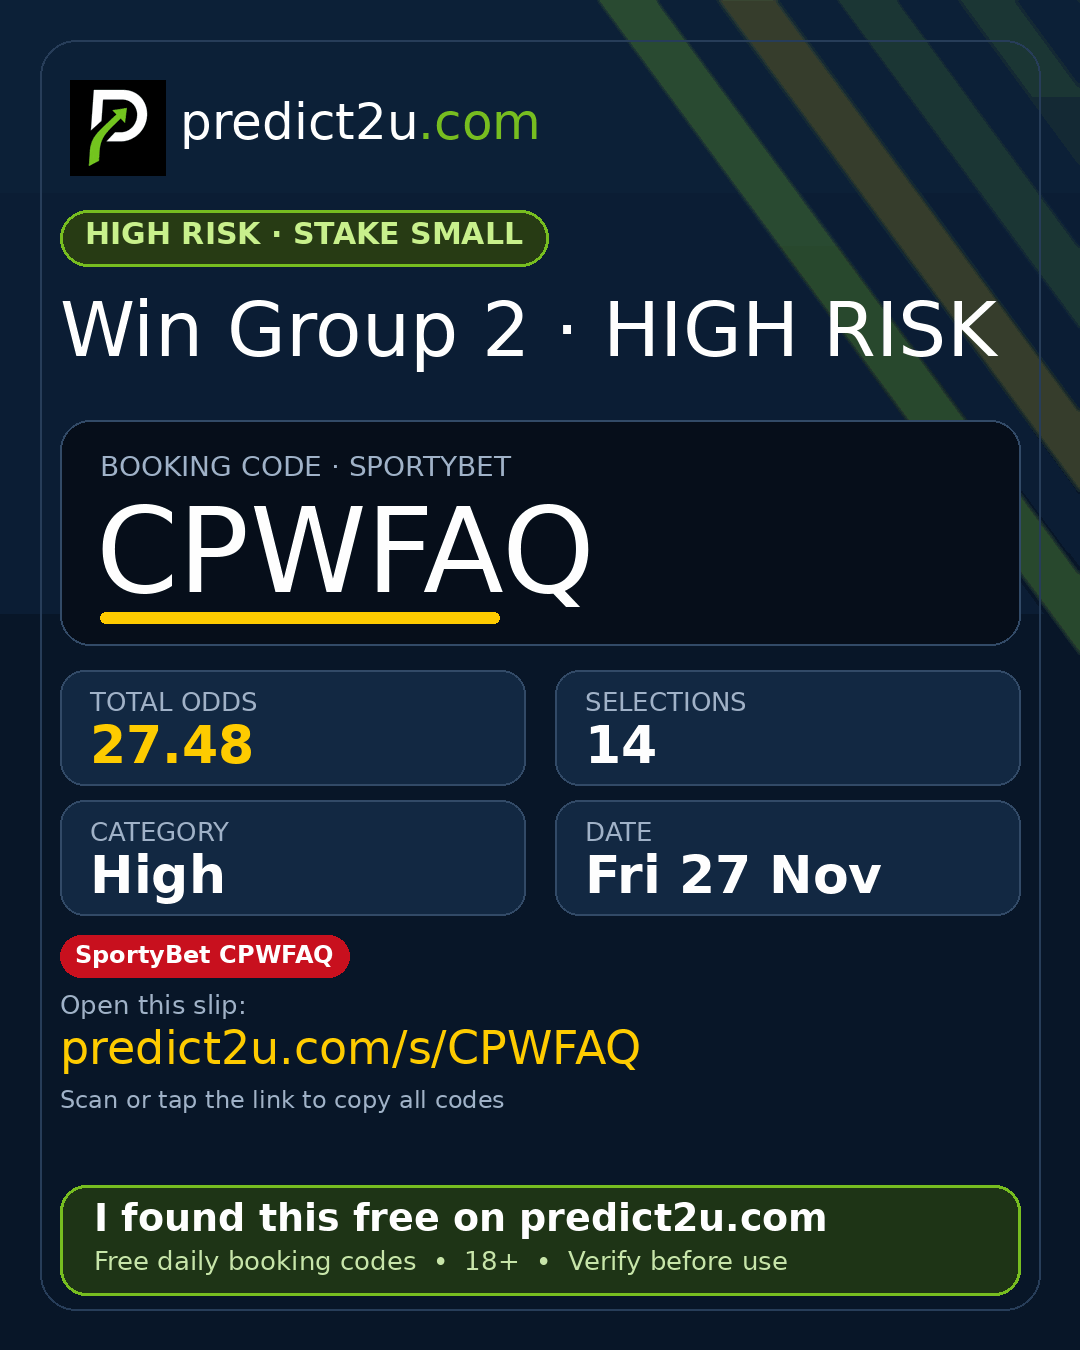 predict2u.com
HIGH RISK · STAKE SMALL
Win Group 2 · HIGH RISK
BOOKING CODE · SPORTYBET
CPWFAQ
TOTAL ODDS
27.48
SELECTIONS
14
CATEGORY
High
DATE
Fri 27 Nov
SportyBet CPWFAQ
Open this slip:
predict2u.com/s/CPWFAQ
Scan or tap the link to copy all codes
I found this free on predict2u.com
Free daily booking codes • 18+ • Verify before use